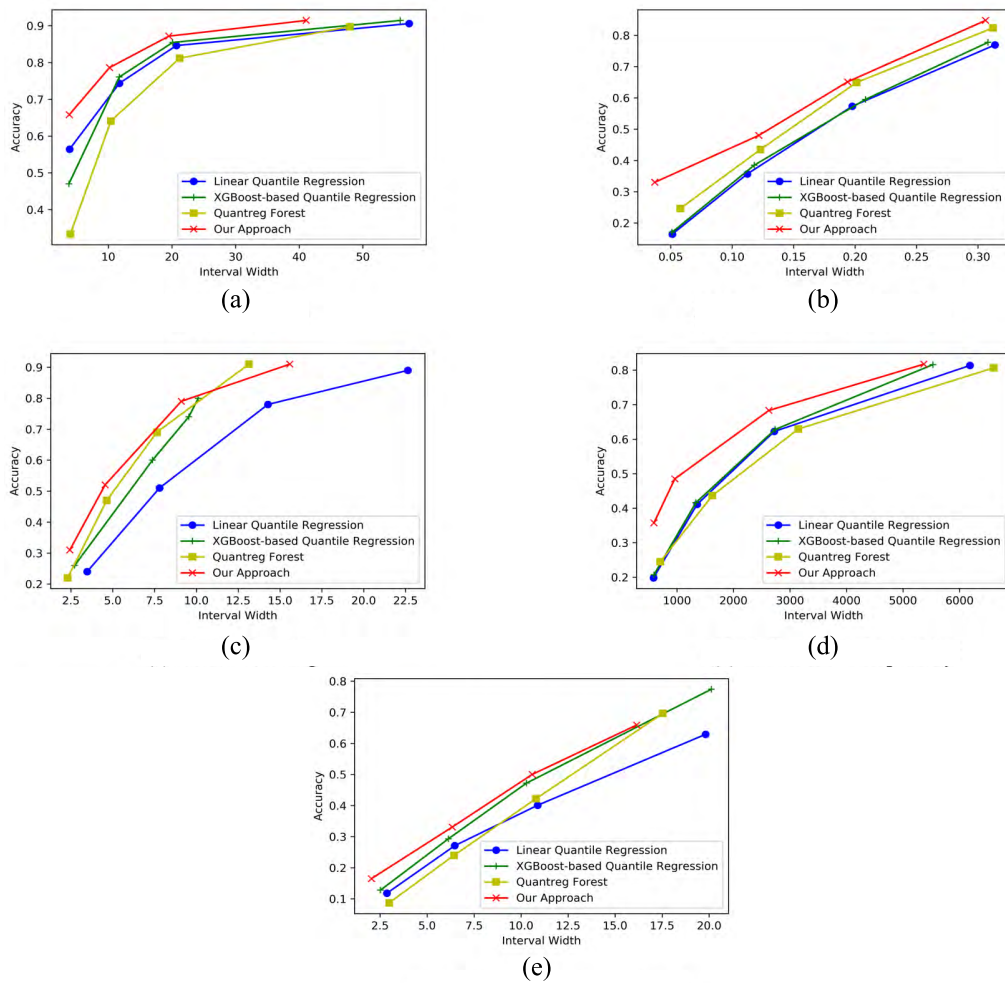 0.9
0.8
0.7
0.6
0.5
0.4
Accuracy
Linear Quantile Regression
XGBoost-based Quantile Regression
Quantreg Forest
Our Approach
10 20 30 40 50
Interval Width
(a)
0.8
0.7
0.6
0.5
0.4
0.3
0.2
Accuracy
Linear Quantile Regression
XGBoost-based Quantile Regression
Quantreg Forest
Our Approach
0.05 0.10 0.15 0.20 0.25 0.30
Interval Width
(b)
0.9
0.8
0.7
0.6
0.5
0.4
0.3
0.2
Accuracy
Linear Quantile Regression
XGBoost-based Quantile Regression
Quantreg Forest
Our Approach
2.5 5.0 7.5 10.0 12.5 15.0 17.5 20.0 22.5
Interval Width
(c)
0.8
0.7
0.6
0.5
0.4
0.3
0.2
Accuracy
Linear Quantile Regression
XGBoost-based Quantile Regression
Quantreg Forest
Our Approach
1000 2000 3000 4000 5000 6000
Interval Width
(d)
0.8
0.7
0.6
0.5
0.4
0.3
0.2
0.1
Accuracy
Linear Quantile Regression
XGBoost-based Quantile Regression
Quantreg Forest
Our Approach
2.5 5.0 7.5 10.0 12.5 15.0 17.5 20.0
Interval Width
(e)